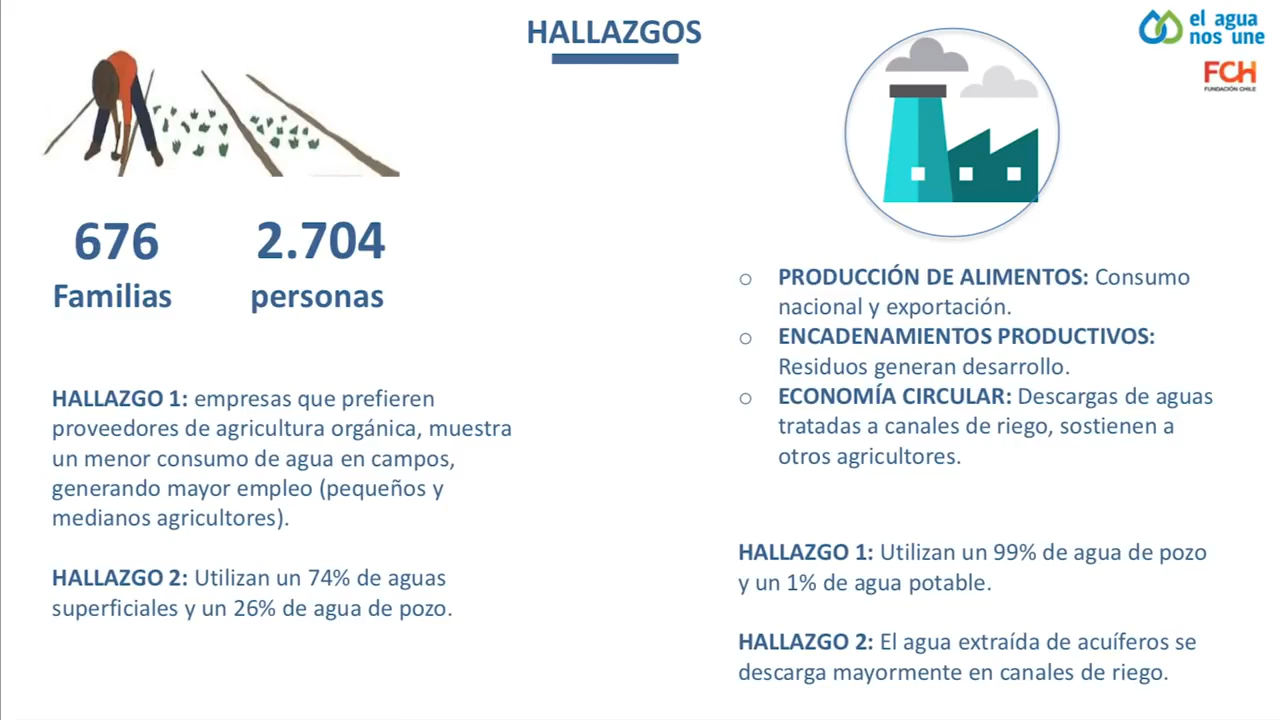 HALLAZGOS
el agua
nos une
FCH
FUNDACIÓN CHILE
676
Familias
2.704
personas
HALLAZGO 1: empresas que prefieren
proveedores de agricultura orgánica, muestra
un menor consumo de agua en campos,
generando mayor empleo (pequeños y
medianos agricultores).
HALLAZGO 2: Utilizan un 74% de aguas
superficiales y un 26% de agua de pozo.
○ PRODUCCIÓN DE ALIMENTOS: Consumo
nacional y exportación.
○ ENCADENAMIENTOS PRODUCTIVOS:
Residuos generan desarrollo.
○ ECONOMÍA CIRCULAR: Descargas de aguas
tratadas a canales de riego, sostienen a
otros agricultores.
HALLAZGO 1: Utilizan un 99% de agua de pozo
y un 1% de agua potable.
HALLAZGO 2: El agua extraída de acuíferos se
descarga mayormente en canales de riego.